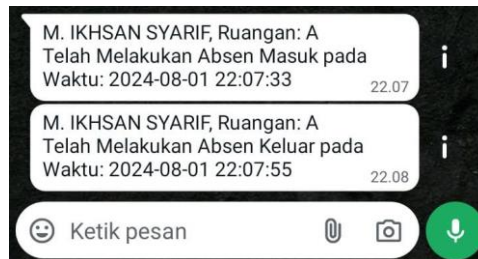 M. IKHSAN SYARIF, Ruangan: A
Telah Melakukan Absen Masuk pada
Waktu: 2024-08-01 22:07:33
22.07
M. IKHSAN SYARIF, Ruangan: A
Telah Melakukan Absen Keluar pada
Waktu: 2024-08-01 22:07:55
22.08
Ketik pesan